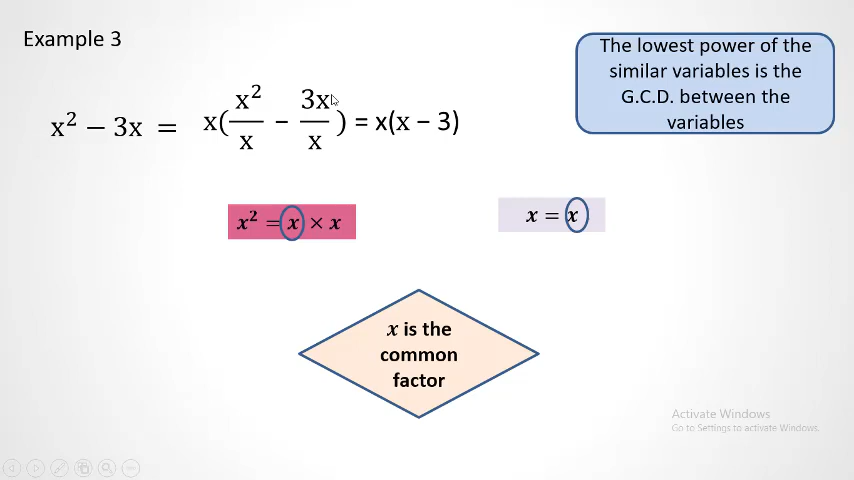 Example 3
The lowest power of the
similar variables is the
G.C.D. between the
variables
x² − 3x = x(x²/x − 3x/x) = x(x − 3)
x² = x × x
x = x
x is the
common
factor
Activate Windows
Go to Settings to activate Windows.